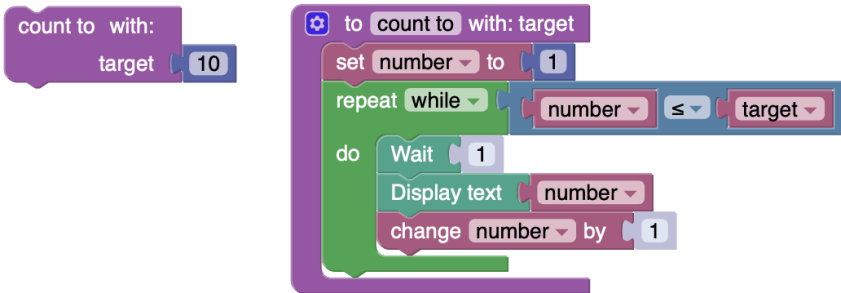 count to with:
target 10
to count to with: target
set number to 1
repeat while number ≤ target
do Wait 1
Display text number
change number by 1